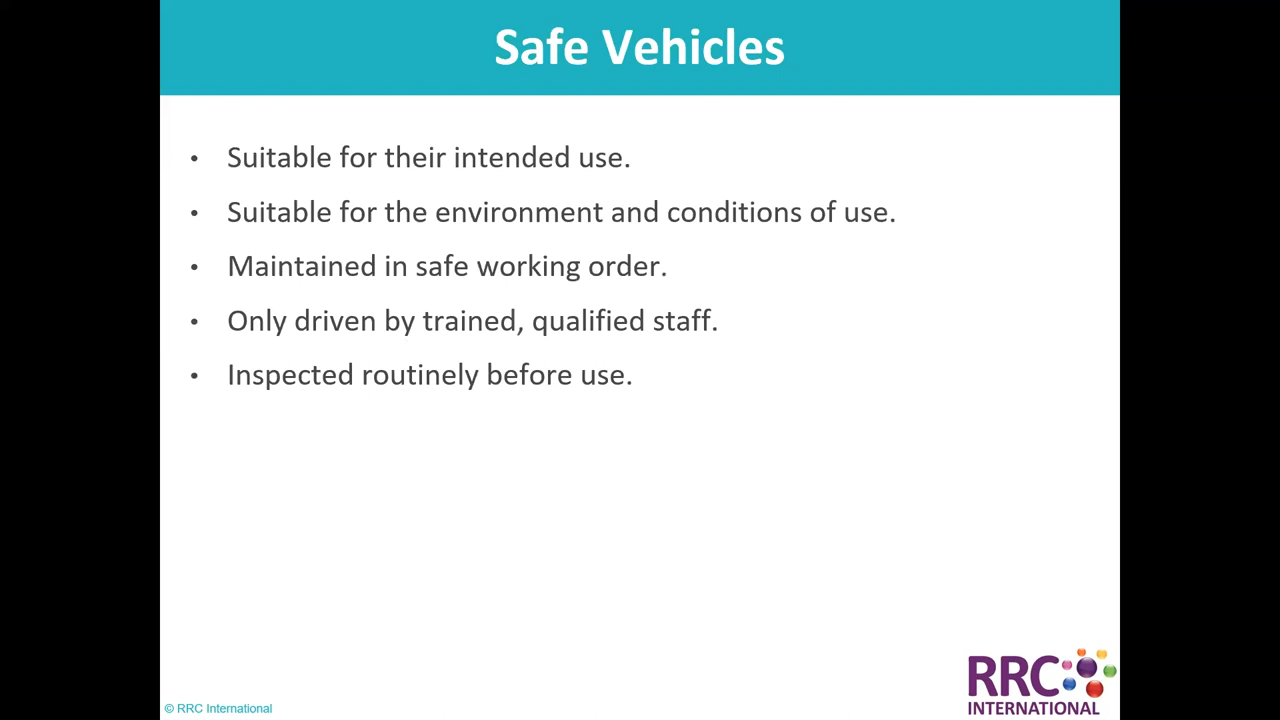 Safe Vehicles
• Suitable for their intended use.
• Suitable for the environment and conditions of use.
• Maintained in safe working order.
• Only driven by trained, qualified staff.
• Inspected routinely before use.
RRC
INTERNATIONAL
© RRC International